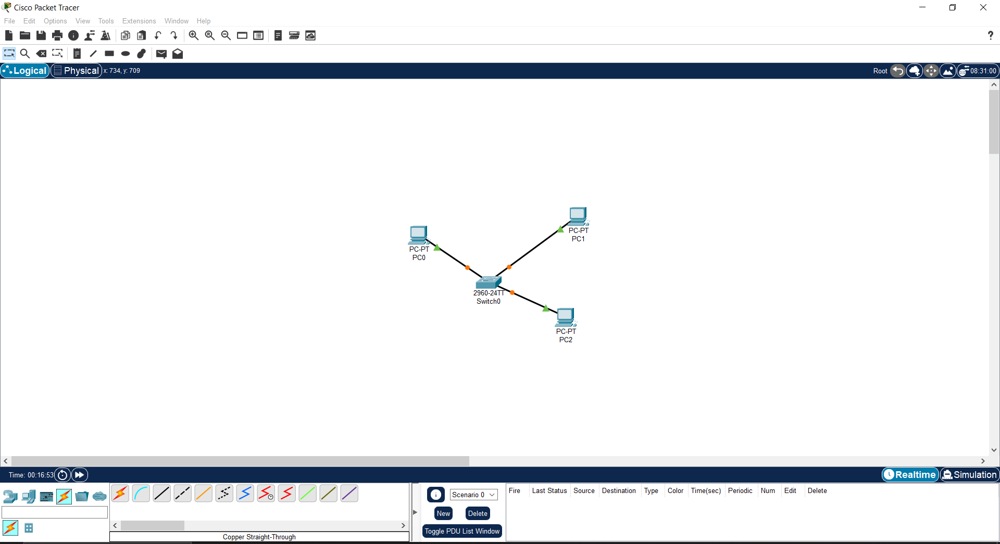 Cisco Packet Tracer
File Edit Options View Tools Extensions Window Help
?
Logical Physical x: 734, y: 709 Root 08:31:00
PC-PT
PC1
PC-PT
PC0
2960-24TT
Switch0
PC-PT
PC2
Time: 00:16:53 Realtime Simulation
Scenario 0
New Delete
Toggle PDU List Window
Fire Last Status Source Destination Type Color Time(sec) Periodic Num Edit Delete
Copper Straight-Through